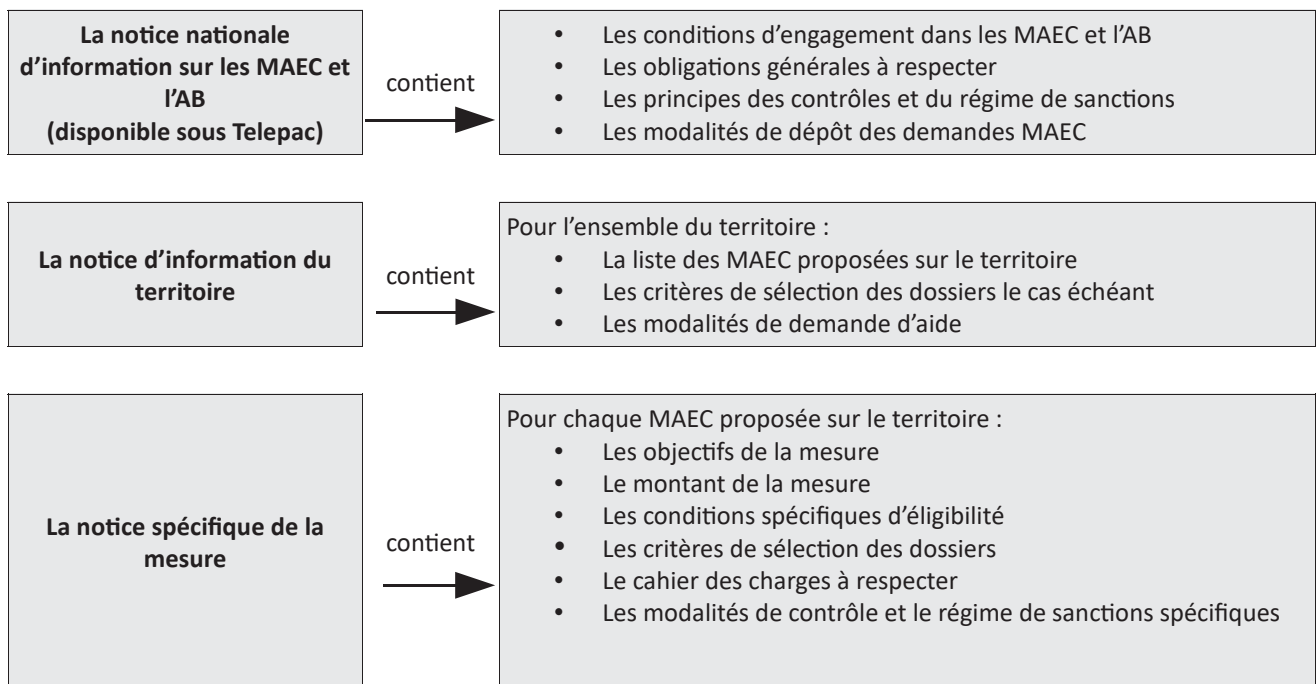 La notice nationale
d’information sur les MAEC et
l’AB
(disponible sous Telepac)
contient
• Les conditions d’engagement dans les MAEC et l’AB
• Les obligations générales à respecter
• Les principes des contrôles et du régime de sanctions
• Les modalités de dépôt des demandes MAEC
La notice d’information du
territoire
contient
Pour l’ensemble du territoire :
• La liste des MAEC proposées sur le territoire
• Les critères de sélection des dossiers le cas échéant
• Les modalités de demande d’aide
La notice spécifique de la
mesure
contient
Pour chaque MAEC proposée sur le territoire :
• Les objectifs de la mesure
• Le montant de la mesure
• Les conditions spécifiques d’éligibilité
• Les critères de sélection des dossiers
• Le cahier des charges à respecter
• Les modalités de contrôle et le régime de sanctions spécifiques